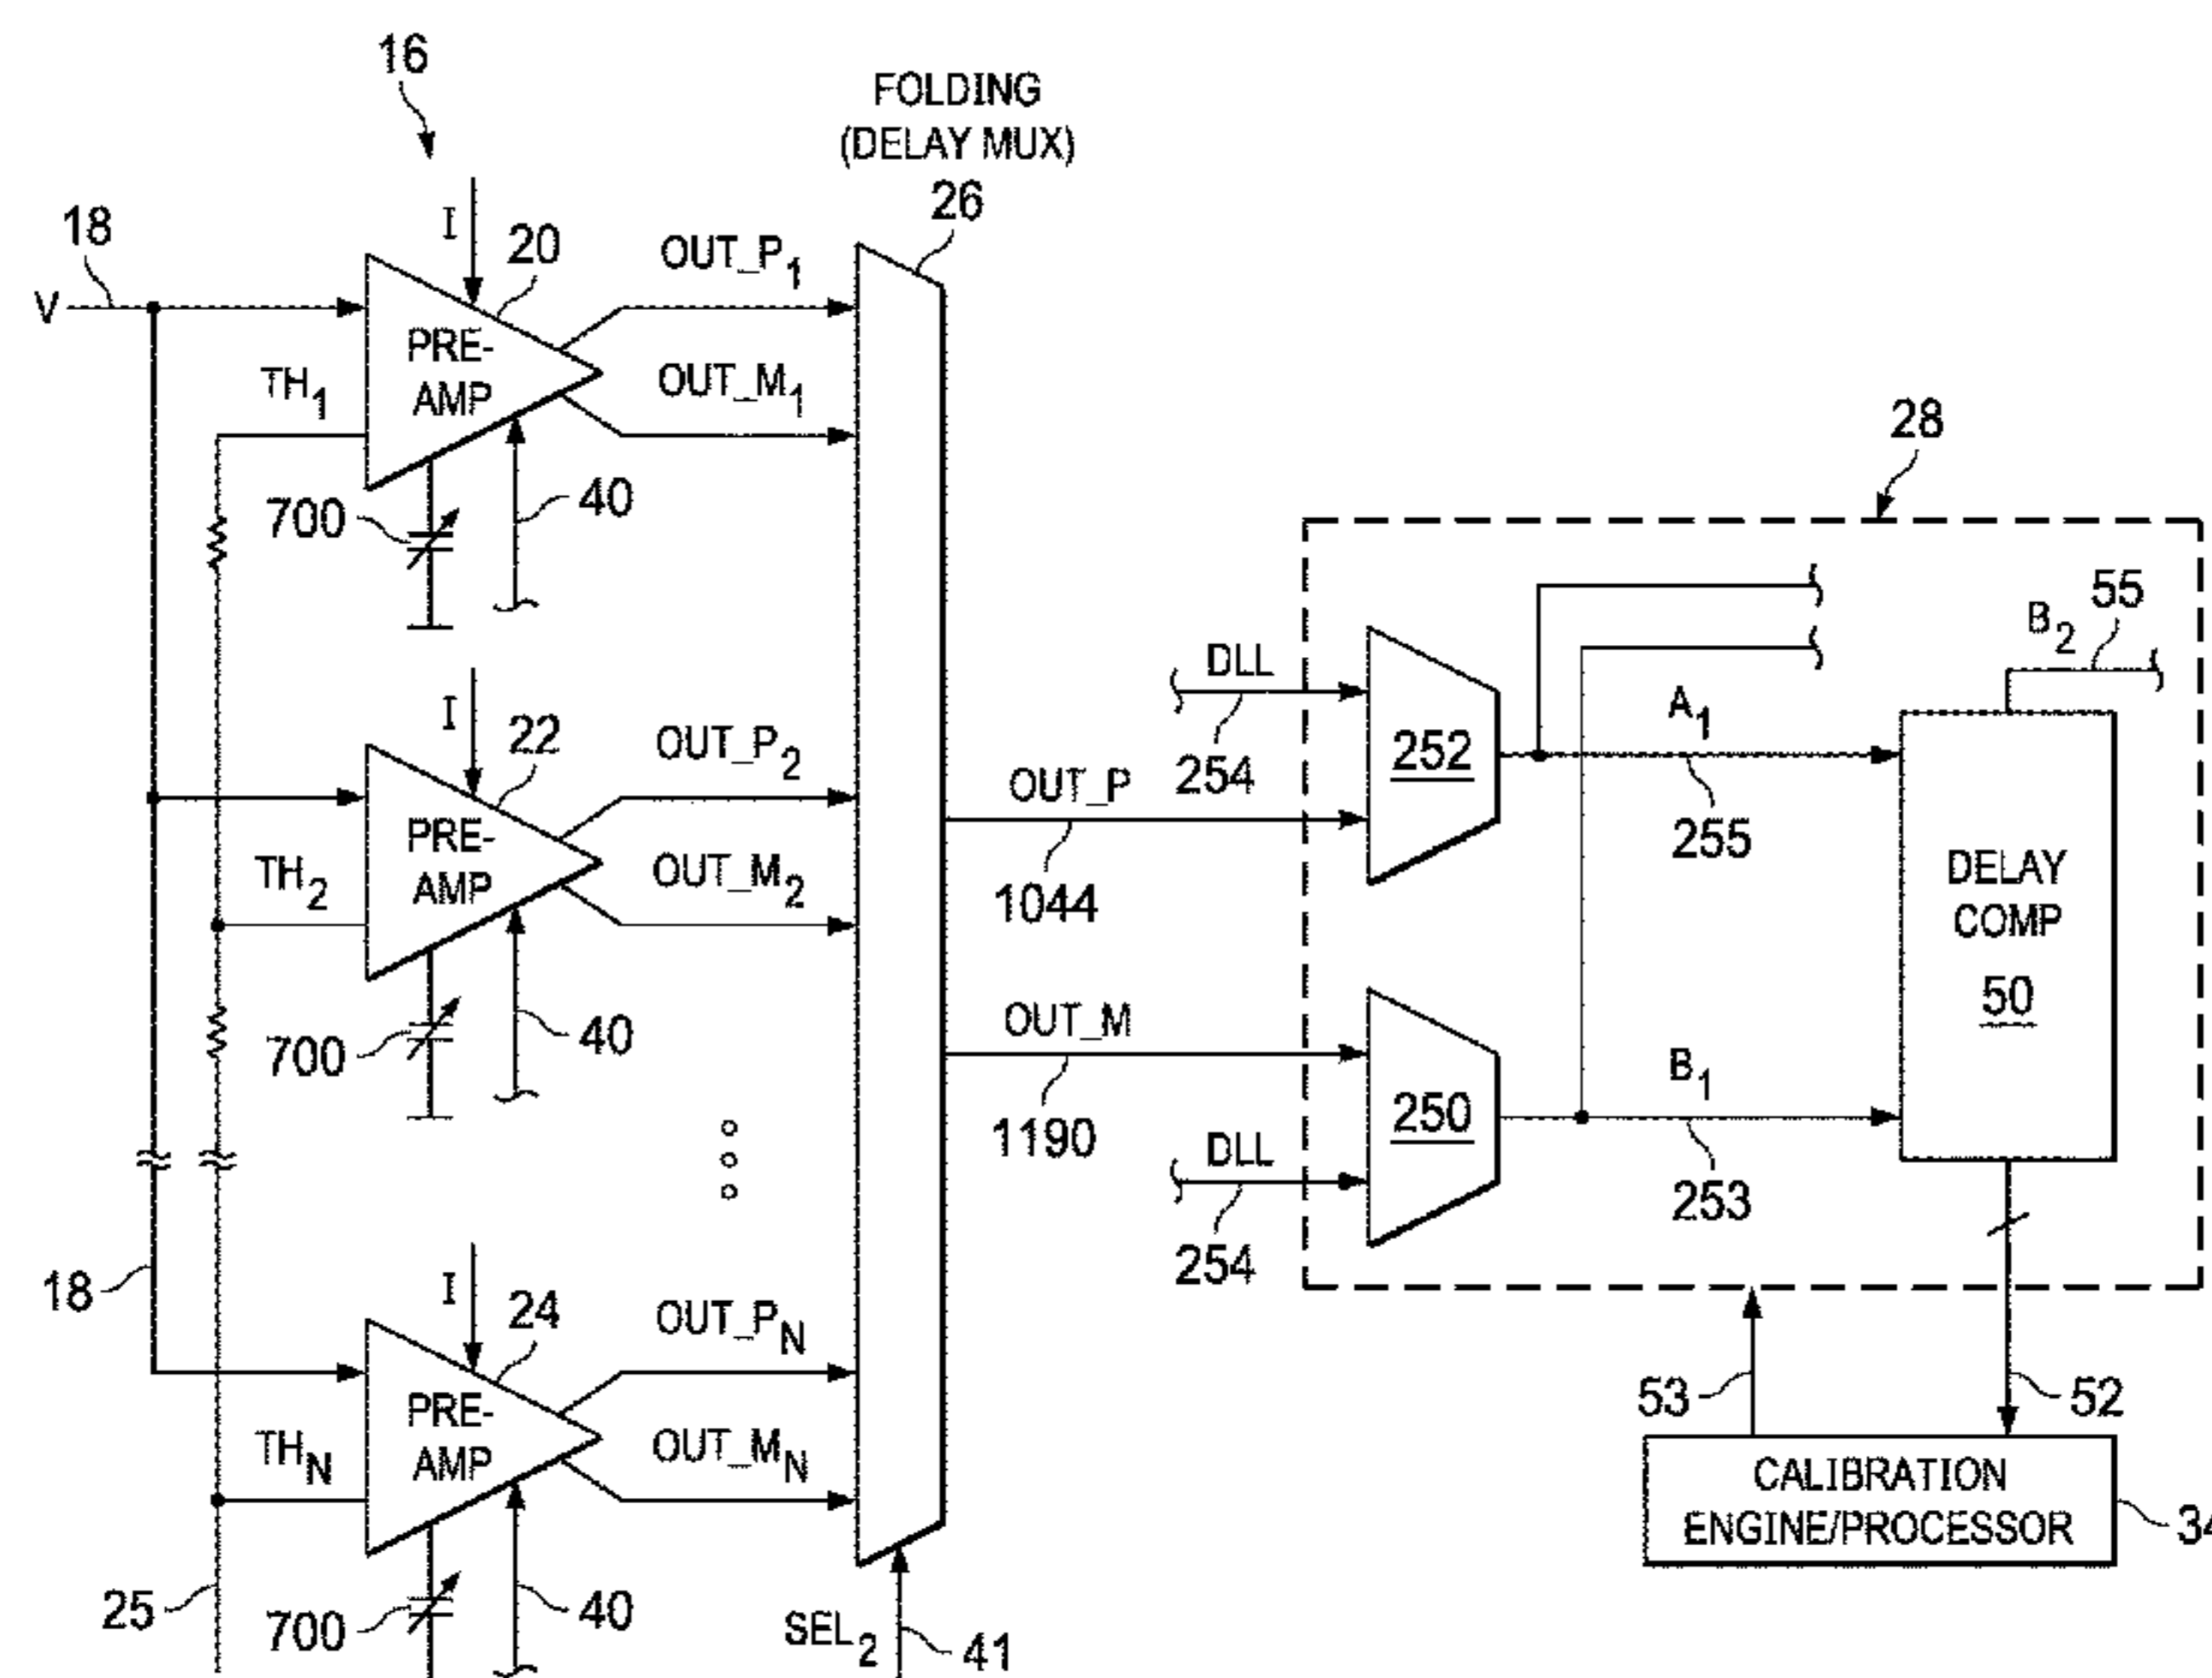 16
FOLDING
(DELAY MUX)
26
18
V
I
20
PRE-
AMP
TH1
OUT_P1
OUT_M1
700
40
28
I
22
PRE-
AMP
TH2
OUT_P2
OUT_M2
700
40
DLL
254
252
OUT_P
1044
A1
255
B2
55
DELAY
COMP
50
OUT_M
1190
250
B1
253
DLL
254
18
I
24
PRE-
AMP
THN
OUT_PN
OUT_MN
53
52
CALIBRATION
ENGINE/PROCESSOR
25
700
40
SEL2
41